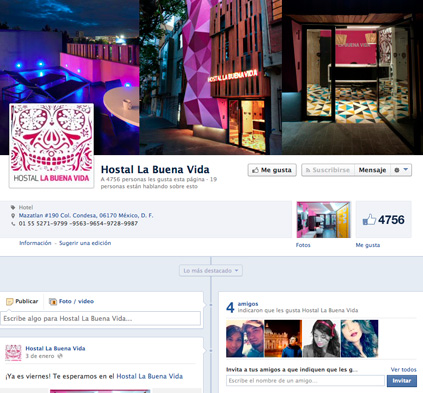 HOSTAL LA BUENA VIDA
LA BUENA VIDA
HOSTAL LA BUENA VIDA
Hostal La Buena Vida
A 4756 personas les gusta esta página · 19
personas están hablando sobre esto
Me gusta
Suscribirse
Mensaje
Hotel
Mazatlan #190 Col. Condesa, 06170 México, D. F.
01 55 5271-9799 -9563-9654-9728-9987
Información · Sugerir una edición
Fotos
4756
Me gusta
Lo más destacado
Publicar
Foto / video
Escribe algo para Hostal La Buena Vida...
Hostal La Buena Vida
3 de enero
¡Ya es viernes! Te esperamos en el Hostal La Buena Vida
4 amigos
indicaron que les gusta Hostal La Buena Vida
Invita a tus amigos a que indiquen que les g...
Ver todos
Escribe el nombre de un amigo...
Invitar